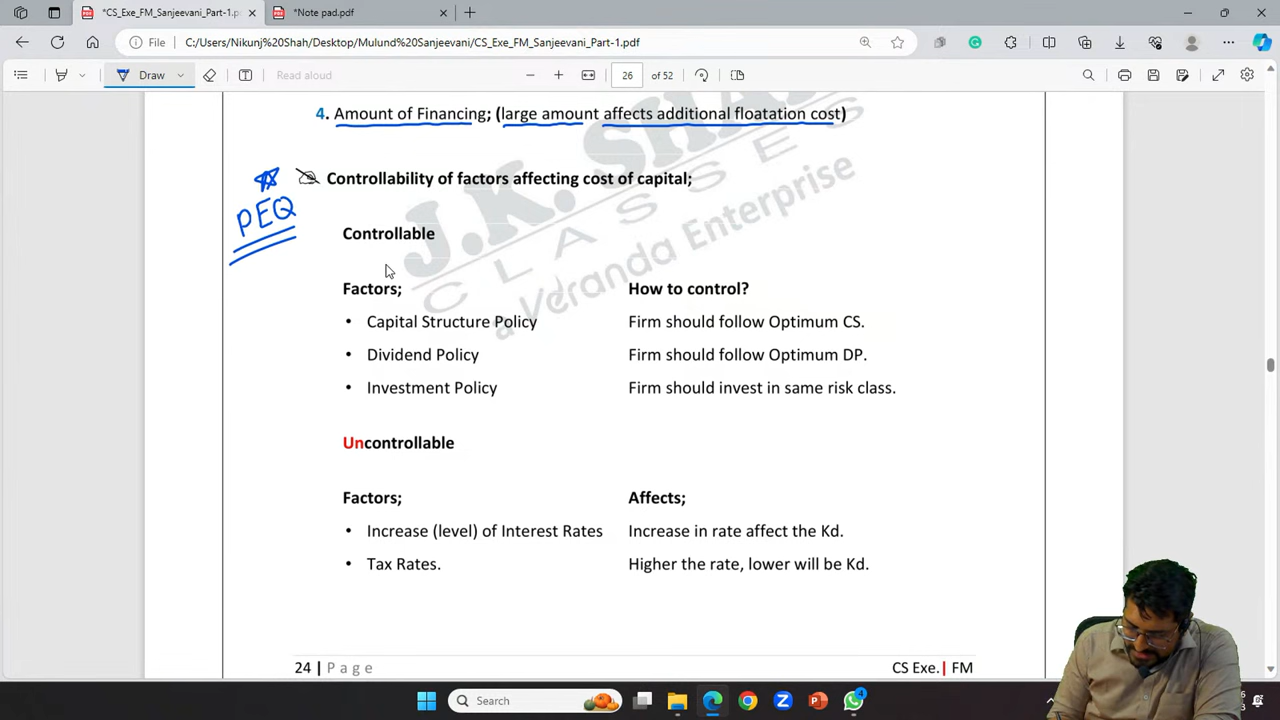 *CS_Exe_FM_Sanjeevani_Part-1.p
*Note pad.pdf
File
C:/Users/Nikunj%20Shah/Desktop/Mulund%20Sanjeevani/CS_Exe_FM_Sanjeevani_Part-1.pdf
Draw
Read aloud
26 of 52
4. Amount of Financing; (large amount affects additional floatation cost)
Controllability of factors affecting cost of capital;
PEQ
J.K. SHAH
CLASSES
a Veranda Enterprise
Controllable
Factors; How to control?
• Capital Structure Policy Firm should follow Optimum CS.
• Dividend Policy Firm should follow Optimum DP.
• Investment Policy Firm should invest in same risk class.
Uncontrollable
Factors; Affects;
• Increase (level) of Interest Rates Increase in rate affect the Kd.
• Tax Rates. Higher the rate, lower will be Kd.
24 | Page CS Exe.| FM
Search
4